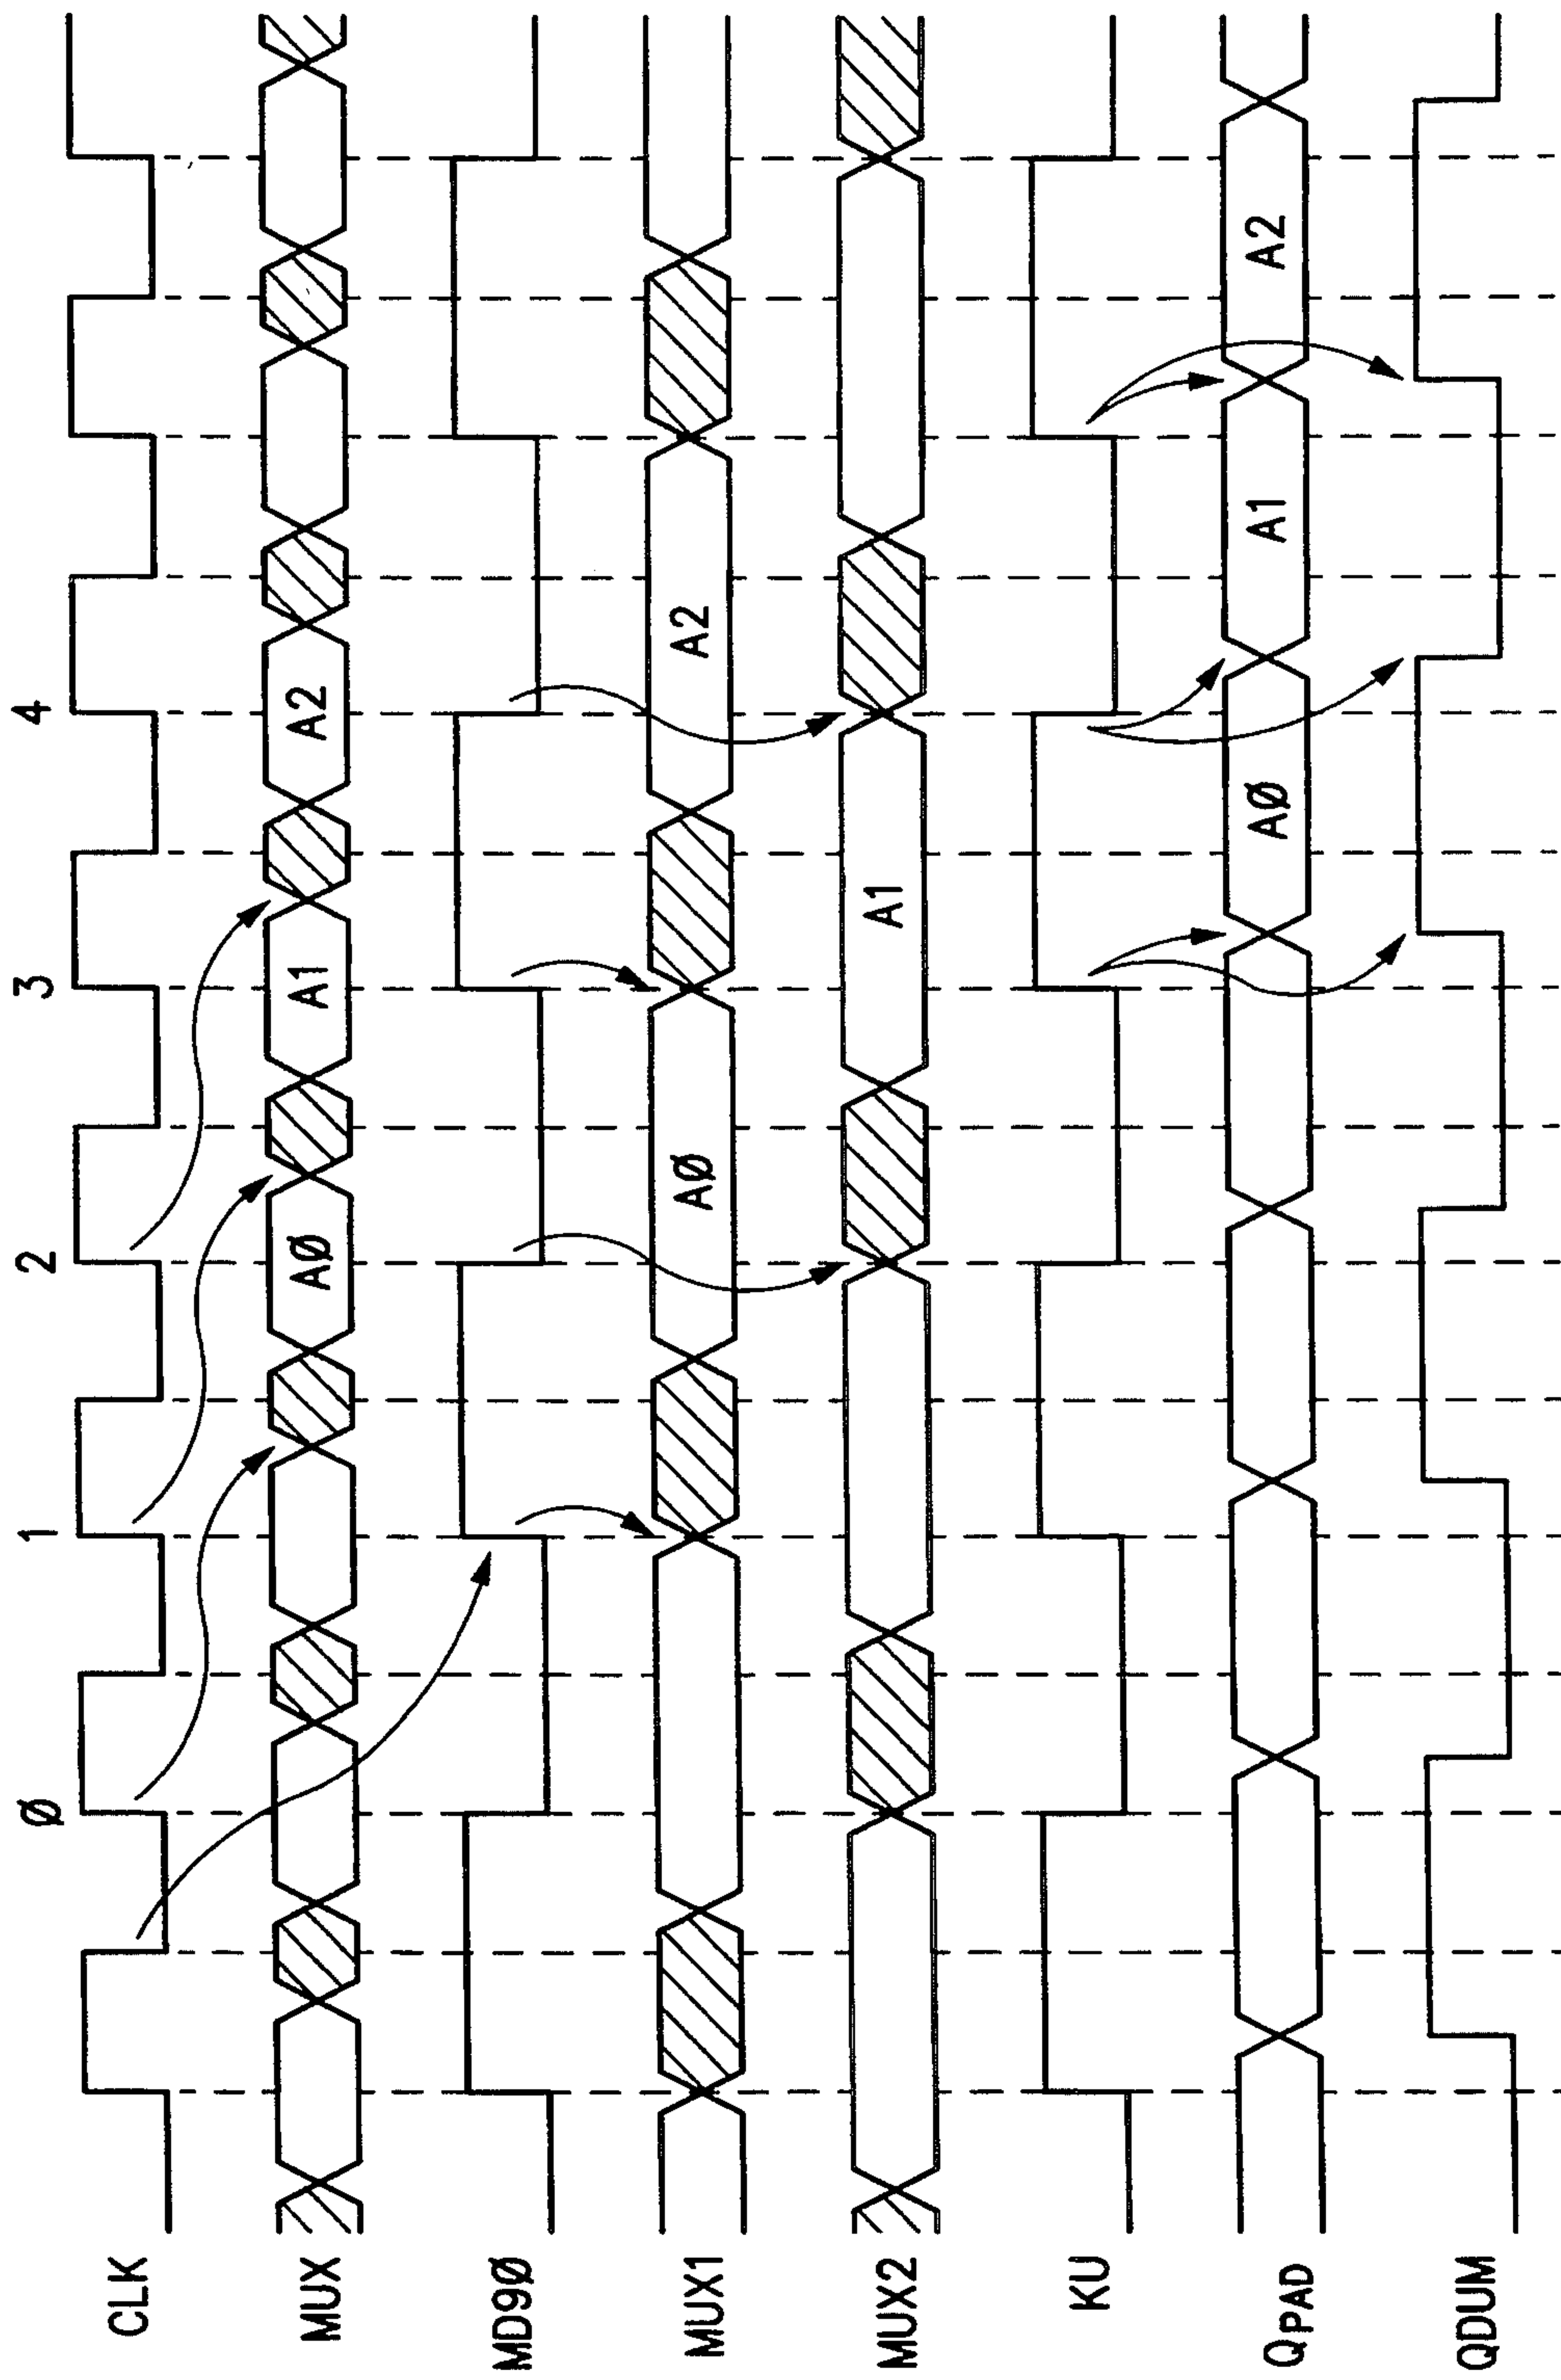 Ø 1 2 3 4
CLK
MUX AØ A1 A2
MD9Ø
MUX1 AØ A2
MUX2 A1
KU
QPAD AØ A1 A2
QDUM